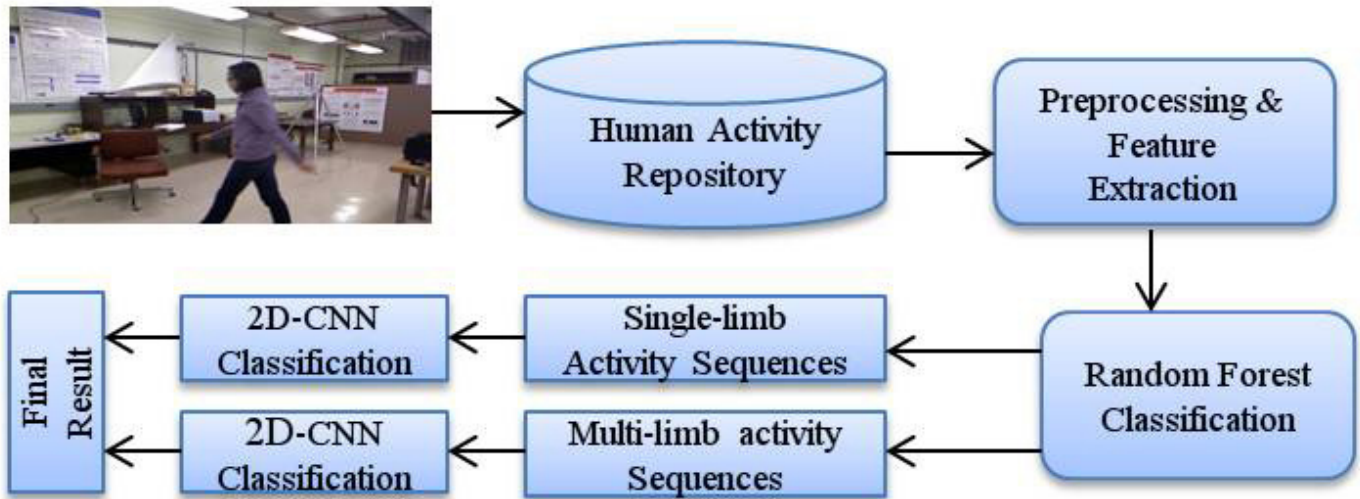 Human Activity
Repository
Preprocessing &
Feature
Extraction
Random Forest
Classification
Single-limb
Activity Sequences
2D-CNN
Classification
Multi-limb activity
Sequences
2D-CNN
Classification
Final
Result